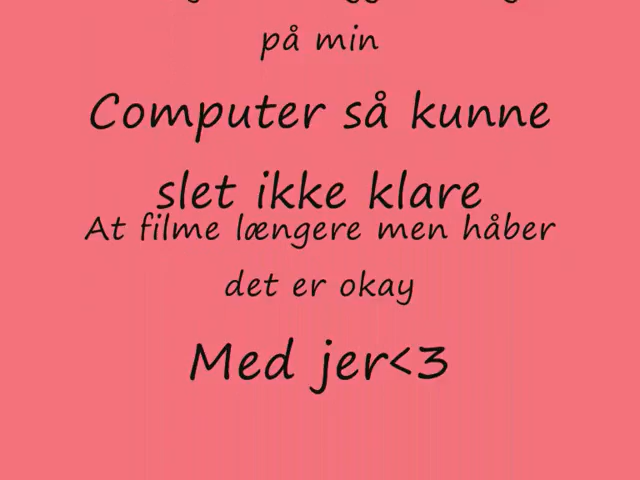 på min
Computer så kunne
slet ikke klare
At filme længere men håber
det er okay
Med jer<3